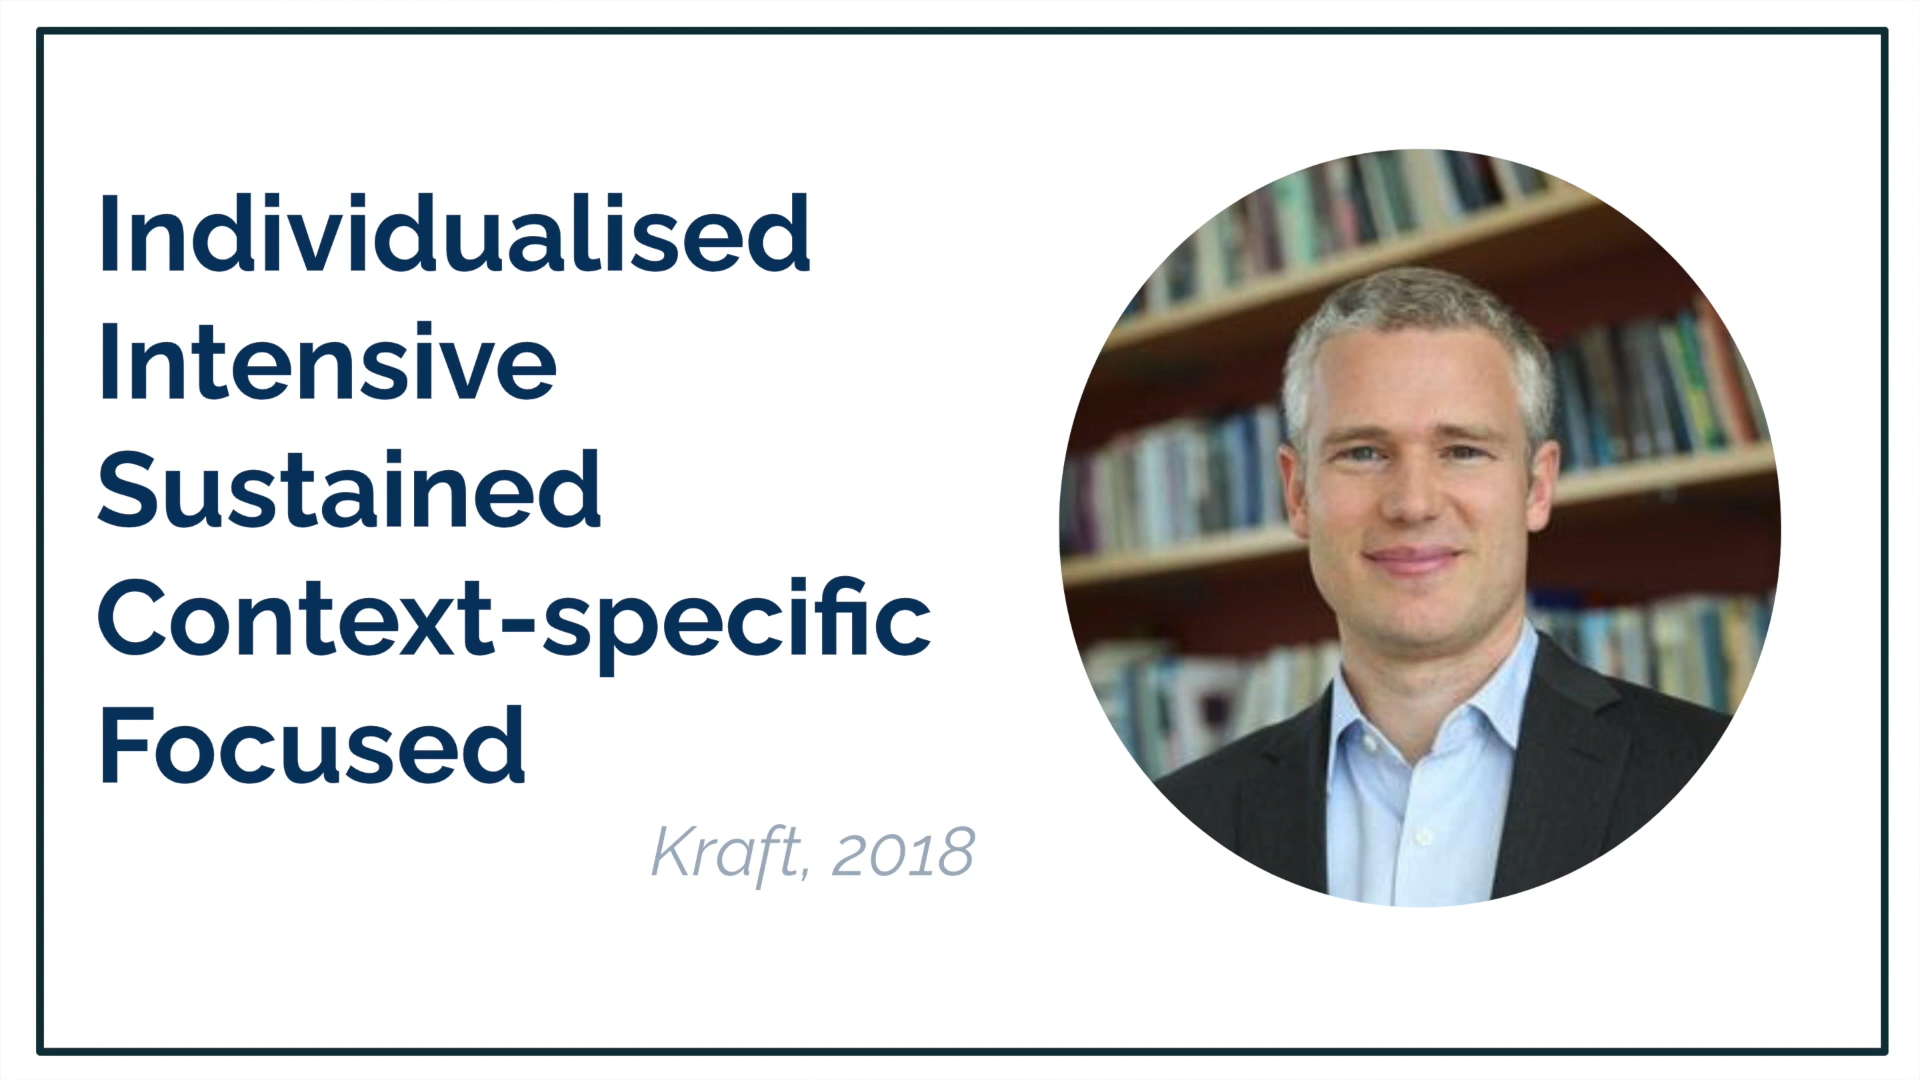 Individualised
Intensive
Sustained
Context-specific
Focused
Kraft, 2018